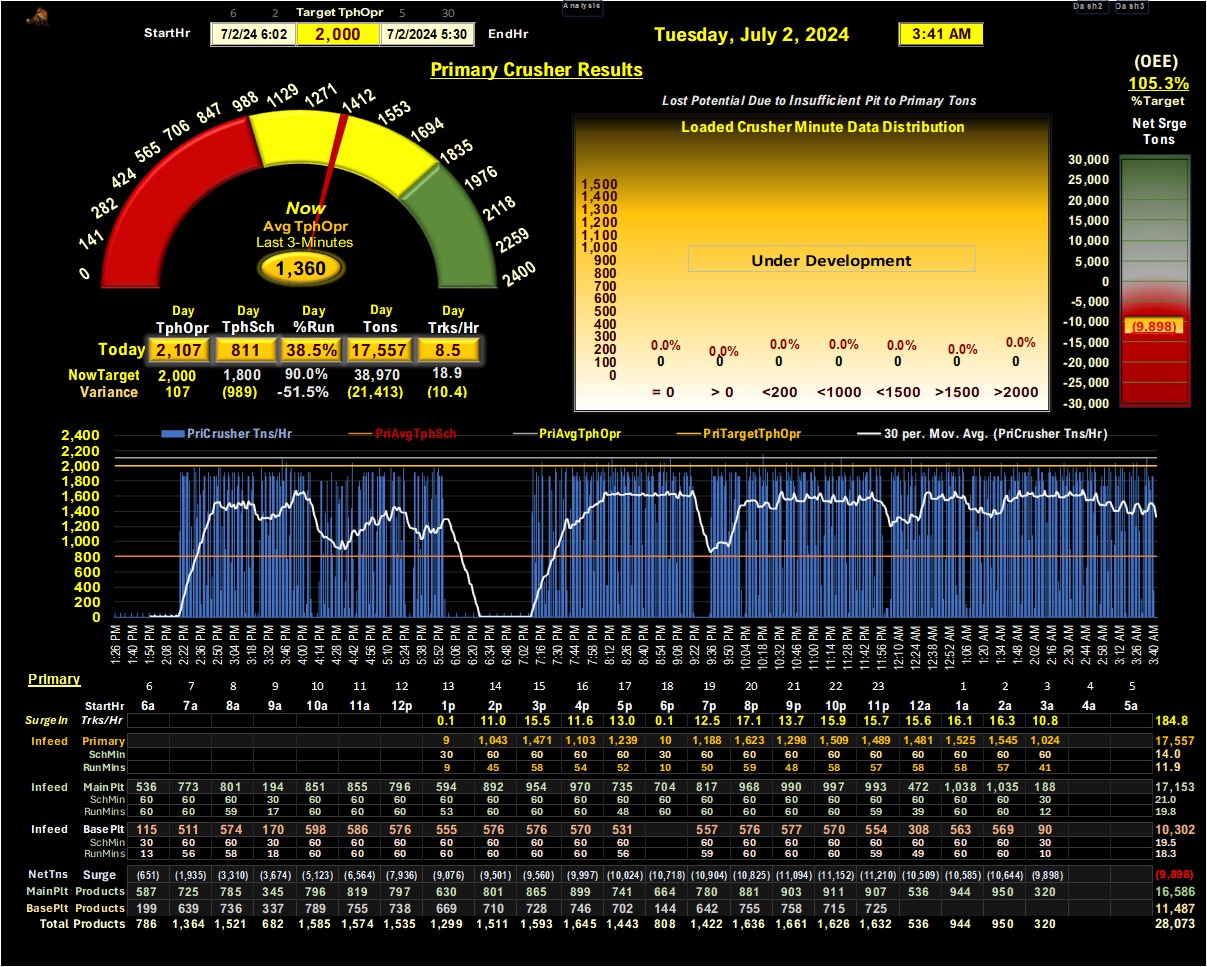 6 2 Target TphOpr 5 30
Analysis
Dash2 Dash3
StartHr 7/2/24 6:02 2,000 7/2/2024 5:30 EndHr
Tuesday, July 2, 2024
3:41 AM
Primary Crusher Results
(OEE)
105.3%
%Target
Net Srge
Tons
0 141 282 424 565 706 847 988 1129 1271 1412 1553 1694 1835 1976 2118 2259 2400
Now
Avg TphOpr
Last 3-Minutes
1,360
Lost Potential Due to Insufficient Pit to Primary Tons
Loaded Crusher Minute Data Distribution
1,500
1,400
1,300
1,200
1,100
1,000
900
800
700
600
500
400
300
200
100
0
Under Development
0.0% 0.0% 0.0% 0.0% 0.0% 0.0% 0.0%
0 0 0 0 0 0 0
= 0 > 0 <200 <1000 <1500 >1500 >2000
30,000
25,000
20,000
15,000
10,000
5,000
0
-5,000
-10,000
(9,898)
-15,000
-20,000
-25,000
-30,000
Day Day Day Day Day
TphOpr TphSch %Run Tons Trks/Hr
Today 2,107 811 38.5% 17,557 8.5
NowTarget 2,000 1,800 90.0% 38,970 18.9
Variance 107 (989) -51.5% (21,413) (10.4)
PriCrusher Tns/Hr PriAvgTphSch PriAvgTphOpr PriTargetTphOpr 30 per. Mov. Avg. (PriCrusher Tns/Hr)
2,400
2,200
2,000
1,800
1,600
1,400
1,200
1,000
800
600
400
200
0
1:26 PM 1:40 PM 1:54 PM 2:08 PM 2:22 PM 2:36 PM 2:50 PM 3:04 PM 3:18 PM 3:32 PM 3:46 PM 4:00 PM 4:14 PM 4:28 PM 4:42 PM 4:56 PM 5:10 PM 5:24 PM 5:38 PM 5:52 PM 6:06 PM 6:20 PM 6:34 PM 6:48 PM 7:02 PM 7:16 PM 7:30 PM 7:44 PM 7:58 PM 8:12 PM 8:26 PM 8:40 PM 8:54 PM 9:08 PM 9:22 PM 9:36 PM 9:50 PM 10:04 PM 10:18 PM 10:32 PM 10:46 PM 11:00 PM 11:14 PM 11:28 PM 11:42 PM 11:56 PM 12:10 AM 12:24 AM 12:38 AM 12:52 AM 1:06 AM 1:20 AM 1:34 AM 1:48 AM 2:02 AM 2:16 AM 2:30 AM 2:44 AM 2:58 AM 3:12 AM 3:26 AM 3:40 AM
Primary
6 7 8 9 10 11 12 13 14 15 16 17 18 19 20 21 22 23 1 2 3 4 5
StartHr 6a 7a 8a 9a 10a 11a 12p 1p 2p 3p 4p 5p 6p 7p 8p 9p 10p 11p 12a 1a 2a 3a 4a 5a
SurgeIn Trks/Hr 0.1 11.0 15.5 11.6 13.0 0.1 12.5 17.1 13.7 15.9 15.7 15.6 16.1 16.3 10.8 184.8
Infeed Primary 9 1,043 1,471 1,103 1,239 10 1,188 1,623 1,298 1,509 1,489 1,481 1,525 1,545 1,024 17,557
SchMin 30 60 60 60 60 30 60 60 60 60 60 60 60 60 60 14.0
RunMins 9 45 58 54 52 10 50 59 48 58 57 58 58 57 41 11.9
Infeed MainPlt 536 773 801 194 851 855 796 594 892 954 970 735 704 817 968 990 997 993 472 1,038 1,035 188 17,153
SchMin 60 60 60 30 60 60 60 60 60 60 60 60 60 60 60 60 60 60 60 60 60 30 21.0
RunMins 60 60 59 17 60 60 60 53 60 60 60 48 60 59 60 60 60 59 39 60 60 12 19.8
Infeed BasePlt 115 511 574 170 598 586 576 555 576 576 570 531 557 576 577 570 554 308 563 569 90 10,302
SchMin 30 60 60 30 60 60 60 60 60 60 60 60 60 60 60 60 60 60 60 60 30 19.5
RunMins 13 56 58 18 60 60 60 60 60 60 60 56 59 60 60 60 59 49 60 60 10 18.3
NetTns Surge (651) (1,935) (3,310) (3,674) (5,123) (6,564) (7,936) (9,076) (9,501) (9,560) (9,997) (10,024) (10,718) (10,904) (10,825) (11,094) (11,152) (11,210) (10,509) (10,585) (10,644) (9,898) (9,898)
MainPlt Products 587 725 785 345 796 819 797 630 801 865 899 741 664 780 881 903 911 907 536 944 950 320 16,586
BasePlt Products 199 639 736 337 789 755 738 669 710 728 746 702 144 642 755 758 715 725 11,487
Total Products 786 1,364 1,521 682 1,585 1,574 1,535 1,299 1,511 1,593 1,645 1,443 808 1,422 1,636 1,661 1,626 1,632 536 944 950 320 28,073